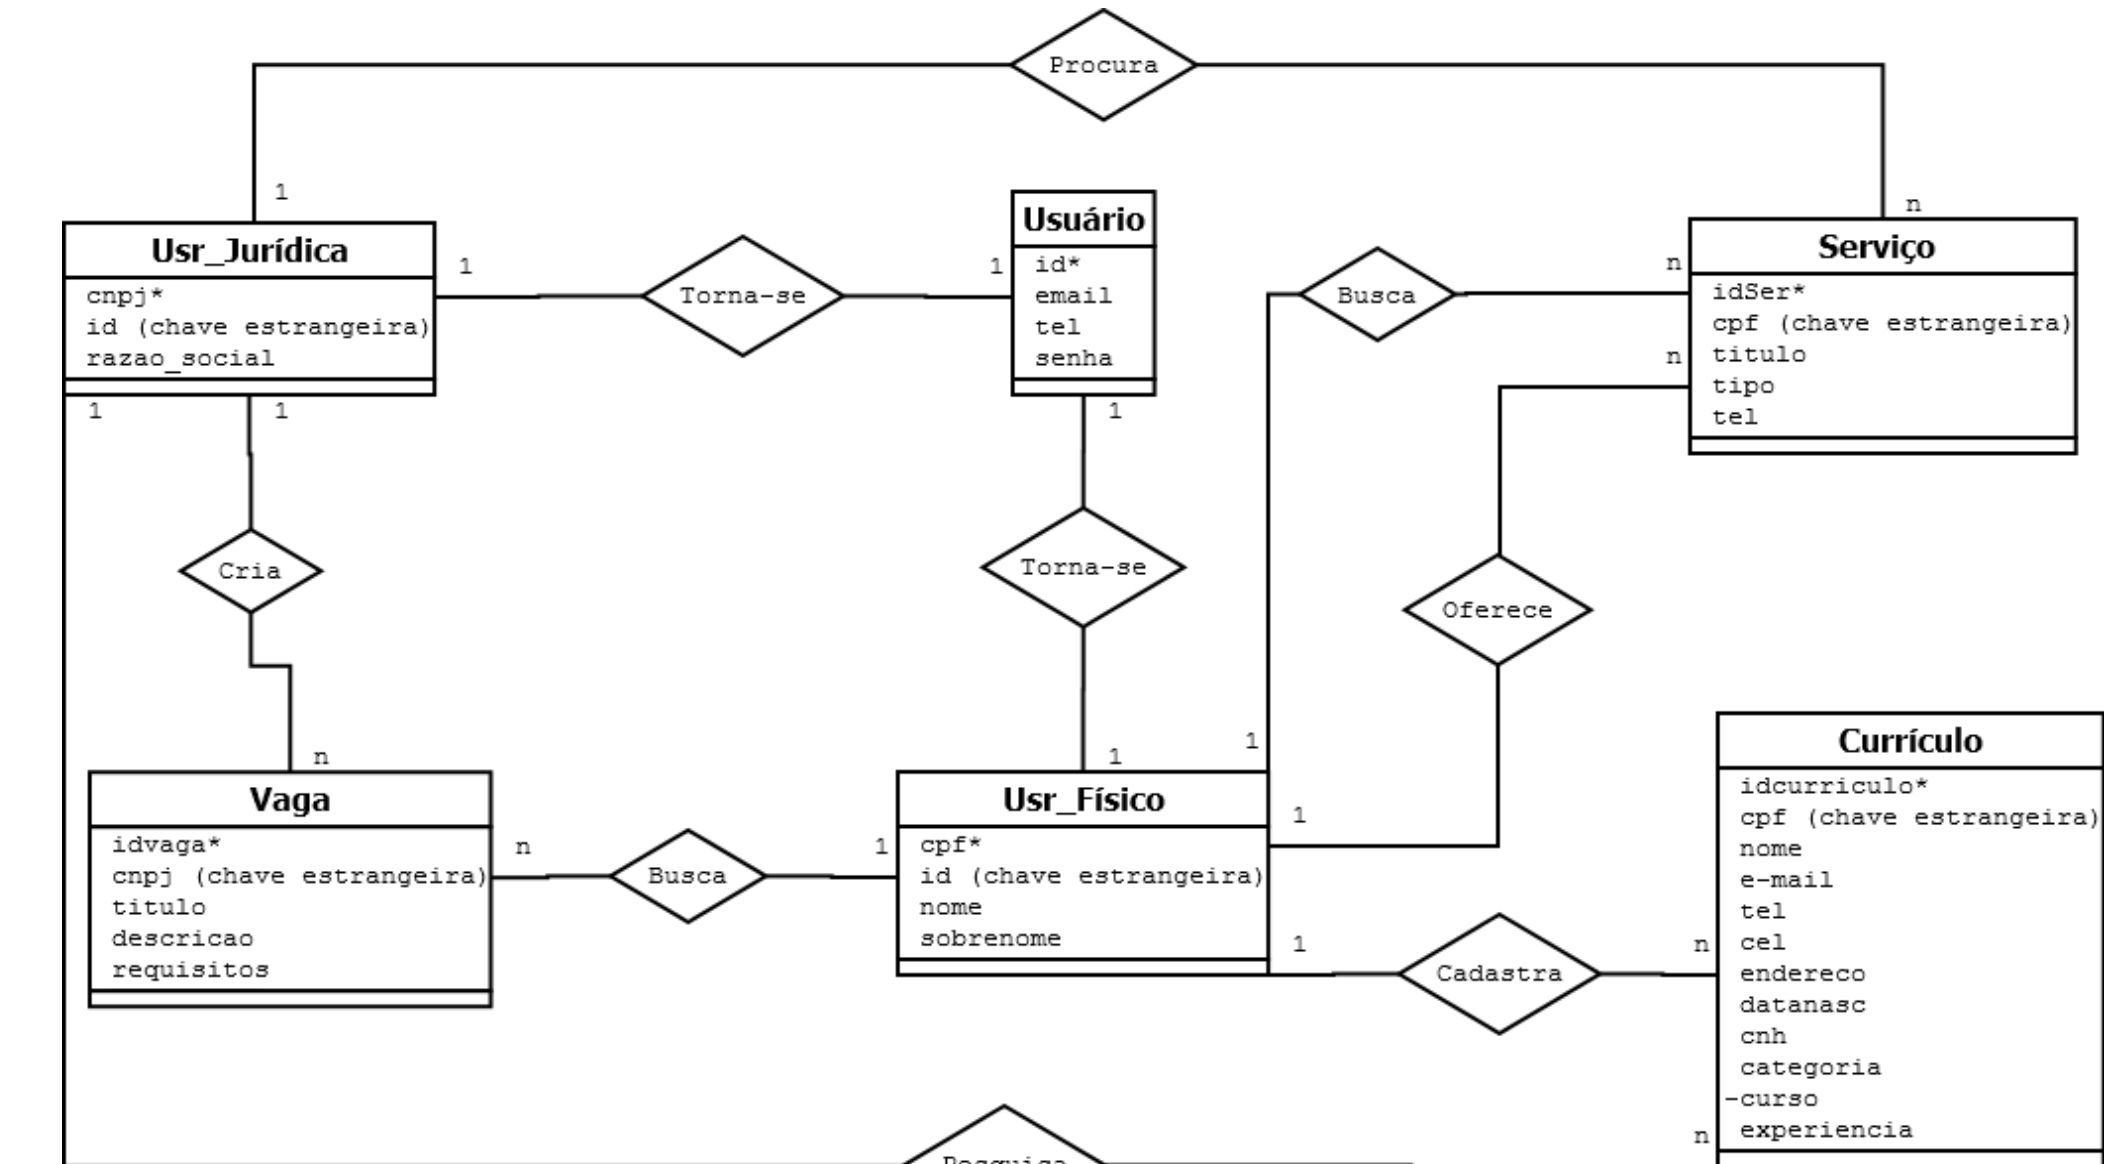 Procura
1
n
Usr_Jurídica
cnpj*
id (chave estrangeira)
razao_social
1
Torna-se
1
Usuário
id*
email
tel
senha
Busca
n
n
Serviço
idSer*
cpf (chave estrangeira)
titulo
tipo
tel
1
1
1
Cria
Torna-se
Oferece
n
1
1
1
Vaga
idvaga*
cnpj (chave estrangeira)
titulo
descricao
requisitos
n
Busca
1
Usr_Físico
cpf*
id (chave estrangeira)
nome
sobrenome
1
Cadastra
n
Currículo
idcurriculo*
cpf (chave estrangeira)
nome
e-mail
tel
cel
endereco
datanasc
cnh
categoria
-curso
experiencia
n
Pesquisa